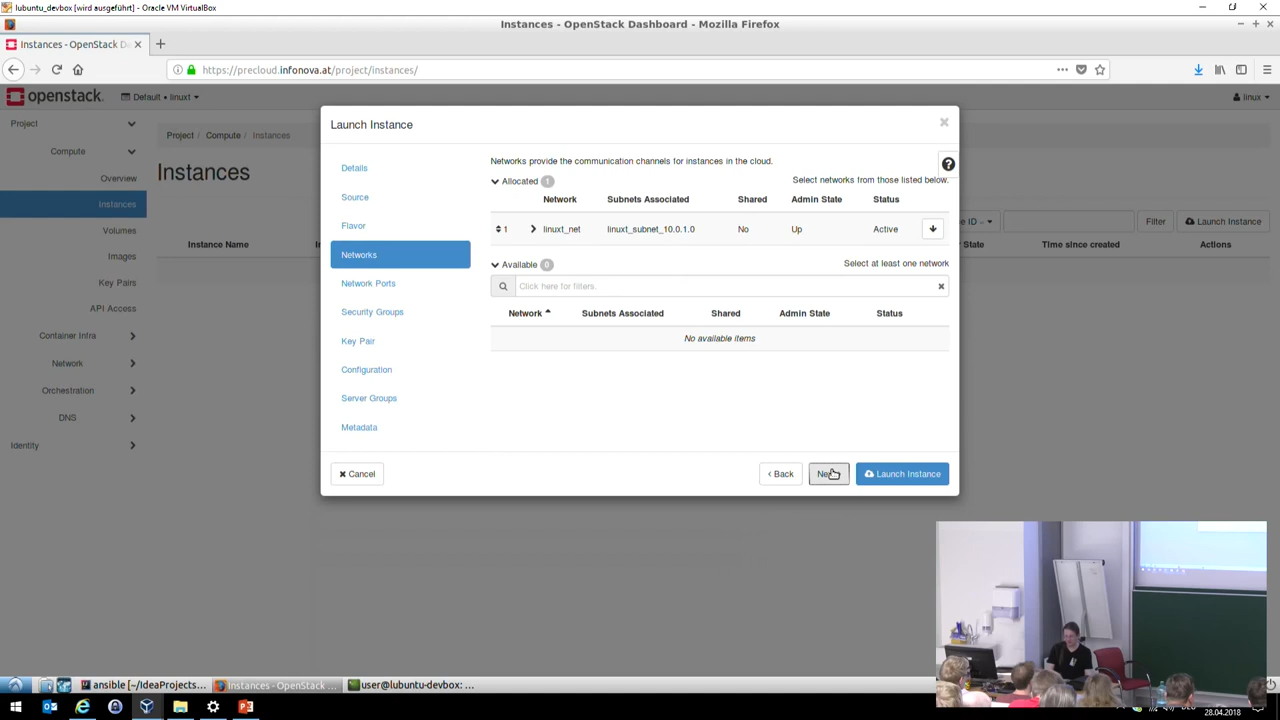 lubuntu_devbox [wird ausgeführt] - Oracle VM VirtualBox
Instances - OpenStack Dashboard - Mozilla Firefox
Instances - OpenStack Da
https://precloud.infonova.at/project/instances/
openstack.
Default • linuxt
linux
Project
Compute
Overview
Instances
Volumes
Images
Key Pairs
API Access
Container Infra
Network
Orchestration
DNS
Identity
Project / Compute / Instances
Instances
Filter
Launch Instance
Instance Name
State
Time since created
Actions
Launch Instance
Details
Source
Flavor
Networks
Network Ports
Security Groups
Key Pair
Configuration
Server Groups
Metadata
Networks provide the communication channels for instances in the cloud.
Select networks from those listed below.
Allocated 1
Network Subnets Associated Shared Admin State Status
1 linuxt_net linuxt_subnet_10.0.1.0 No Up Active
Available 0
Select at least one network
Click here for filters.
Network Subnets Associated Shared Admin State Status
No available items
Cancel
Back
Launch Instance
ansible [~/IdeaProjects...
Instances - OpenStack ...
user@lubuntu-devbox: ...
28.04.2018